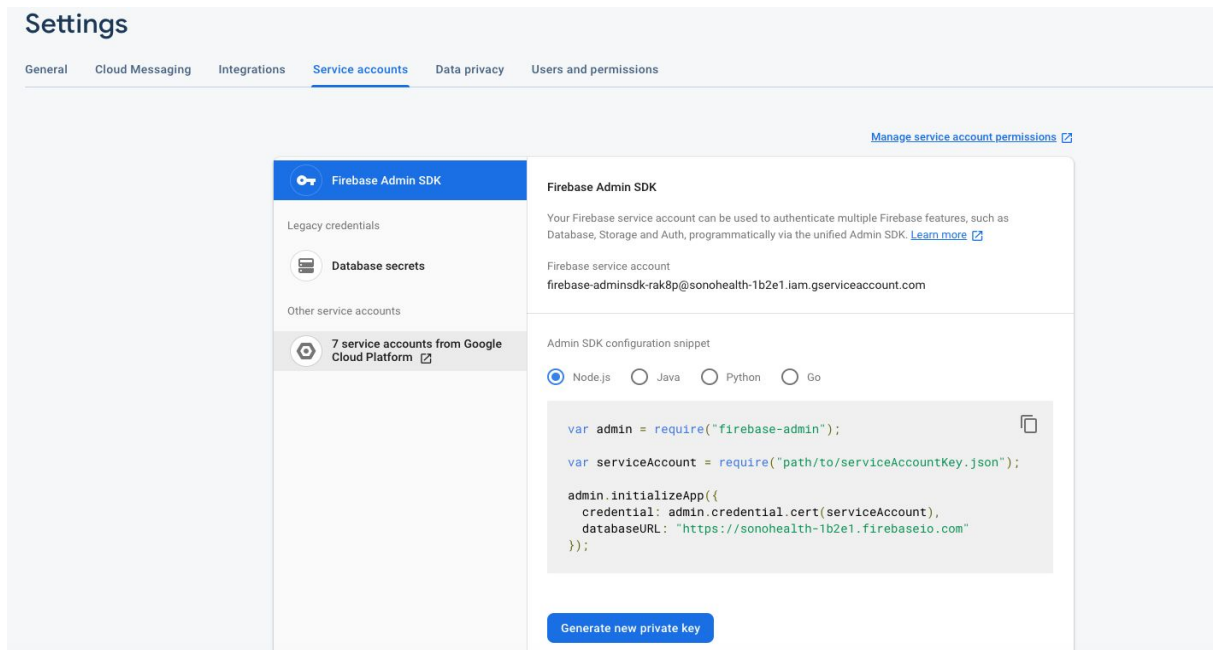 Settings
General Cloud Messaging Integrations Service accounts Data privacy Users and permissions
Manage service account permissions
Firebase Admin SDK
Legacy credentials
Database secrets
Other service accounts
7 service accounts from Google
Cloud Platform
Firebase Admin SDK
Your Firebase service account can be used to authenticate multiple Firebase features, such as
Database, Storage and Auth, programmatically via the unified Admin SDK. Learn more
Firebase service account
firebase-adminsdk-rak8p@sonohealth-1b2e1.iam.gserviceaccount.com
Admin SDK configuration snippet
Node.js Java Python Go
var admin = require("firebase-admin");
var serviceAccount = require("path/to/serviceAccountKey.json");
admin.initializeApp({
credential: admin.credential.cert(serviceAccount),
databaseURL: "https://sonohealth-1b2e1.firebaseio.com"
});
Generate new private key